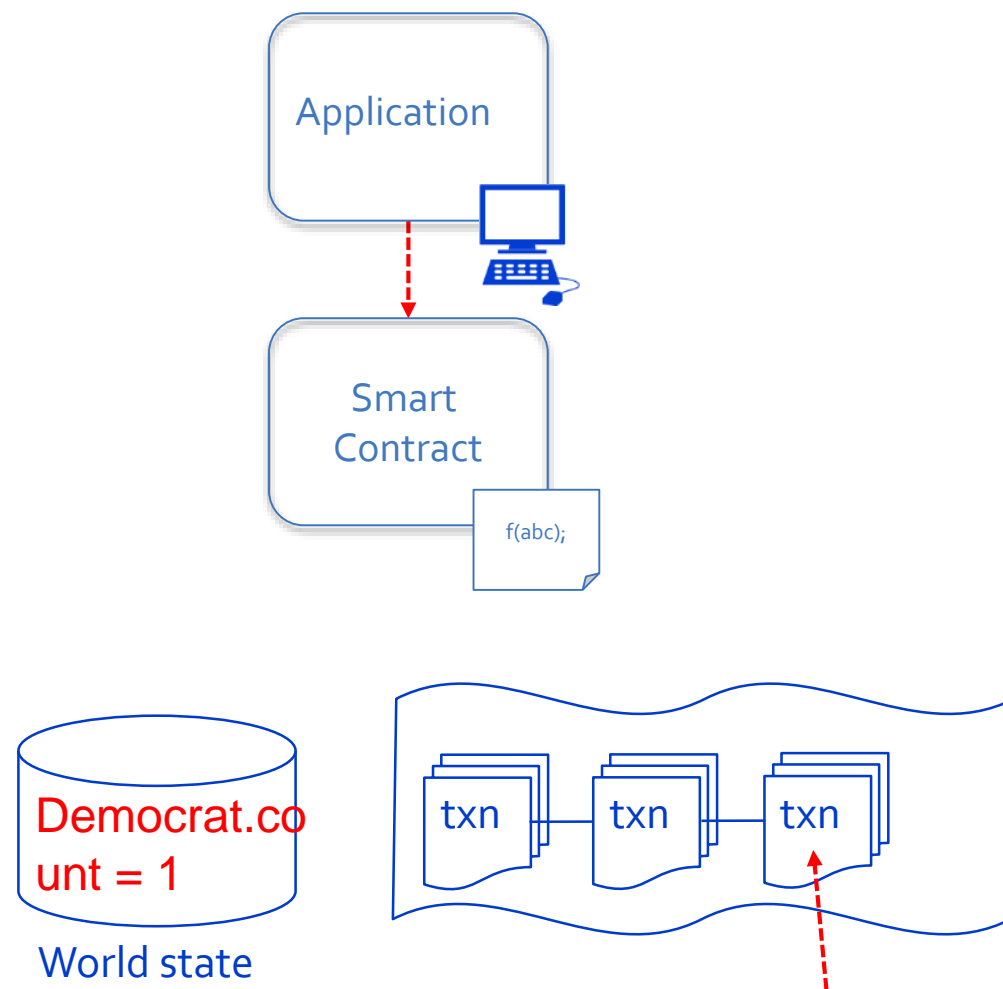 Application
Smart
Contract
f(abc);
Democrat.co
unt = 1
World state
txn
txn
txn